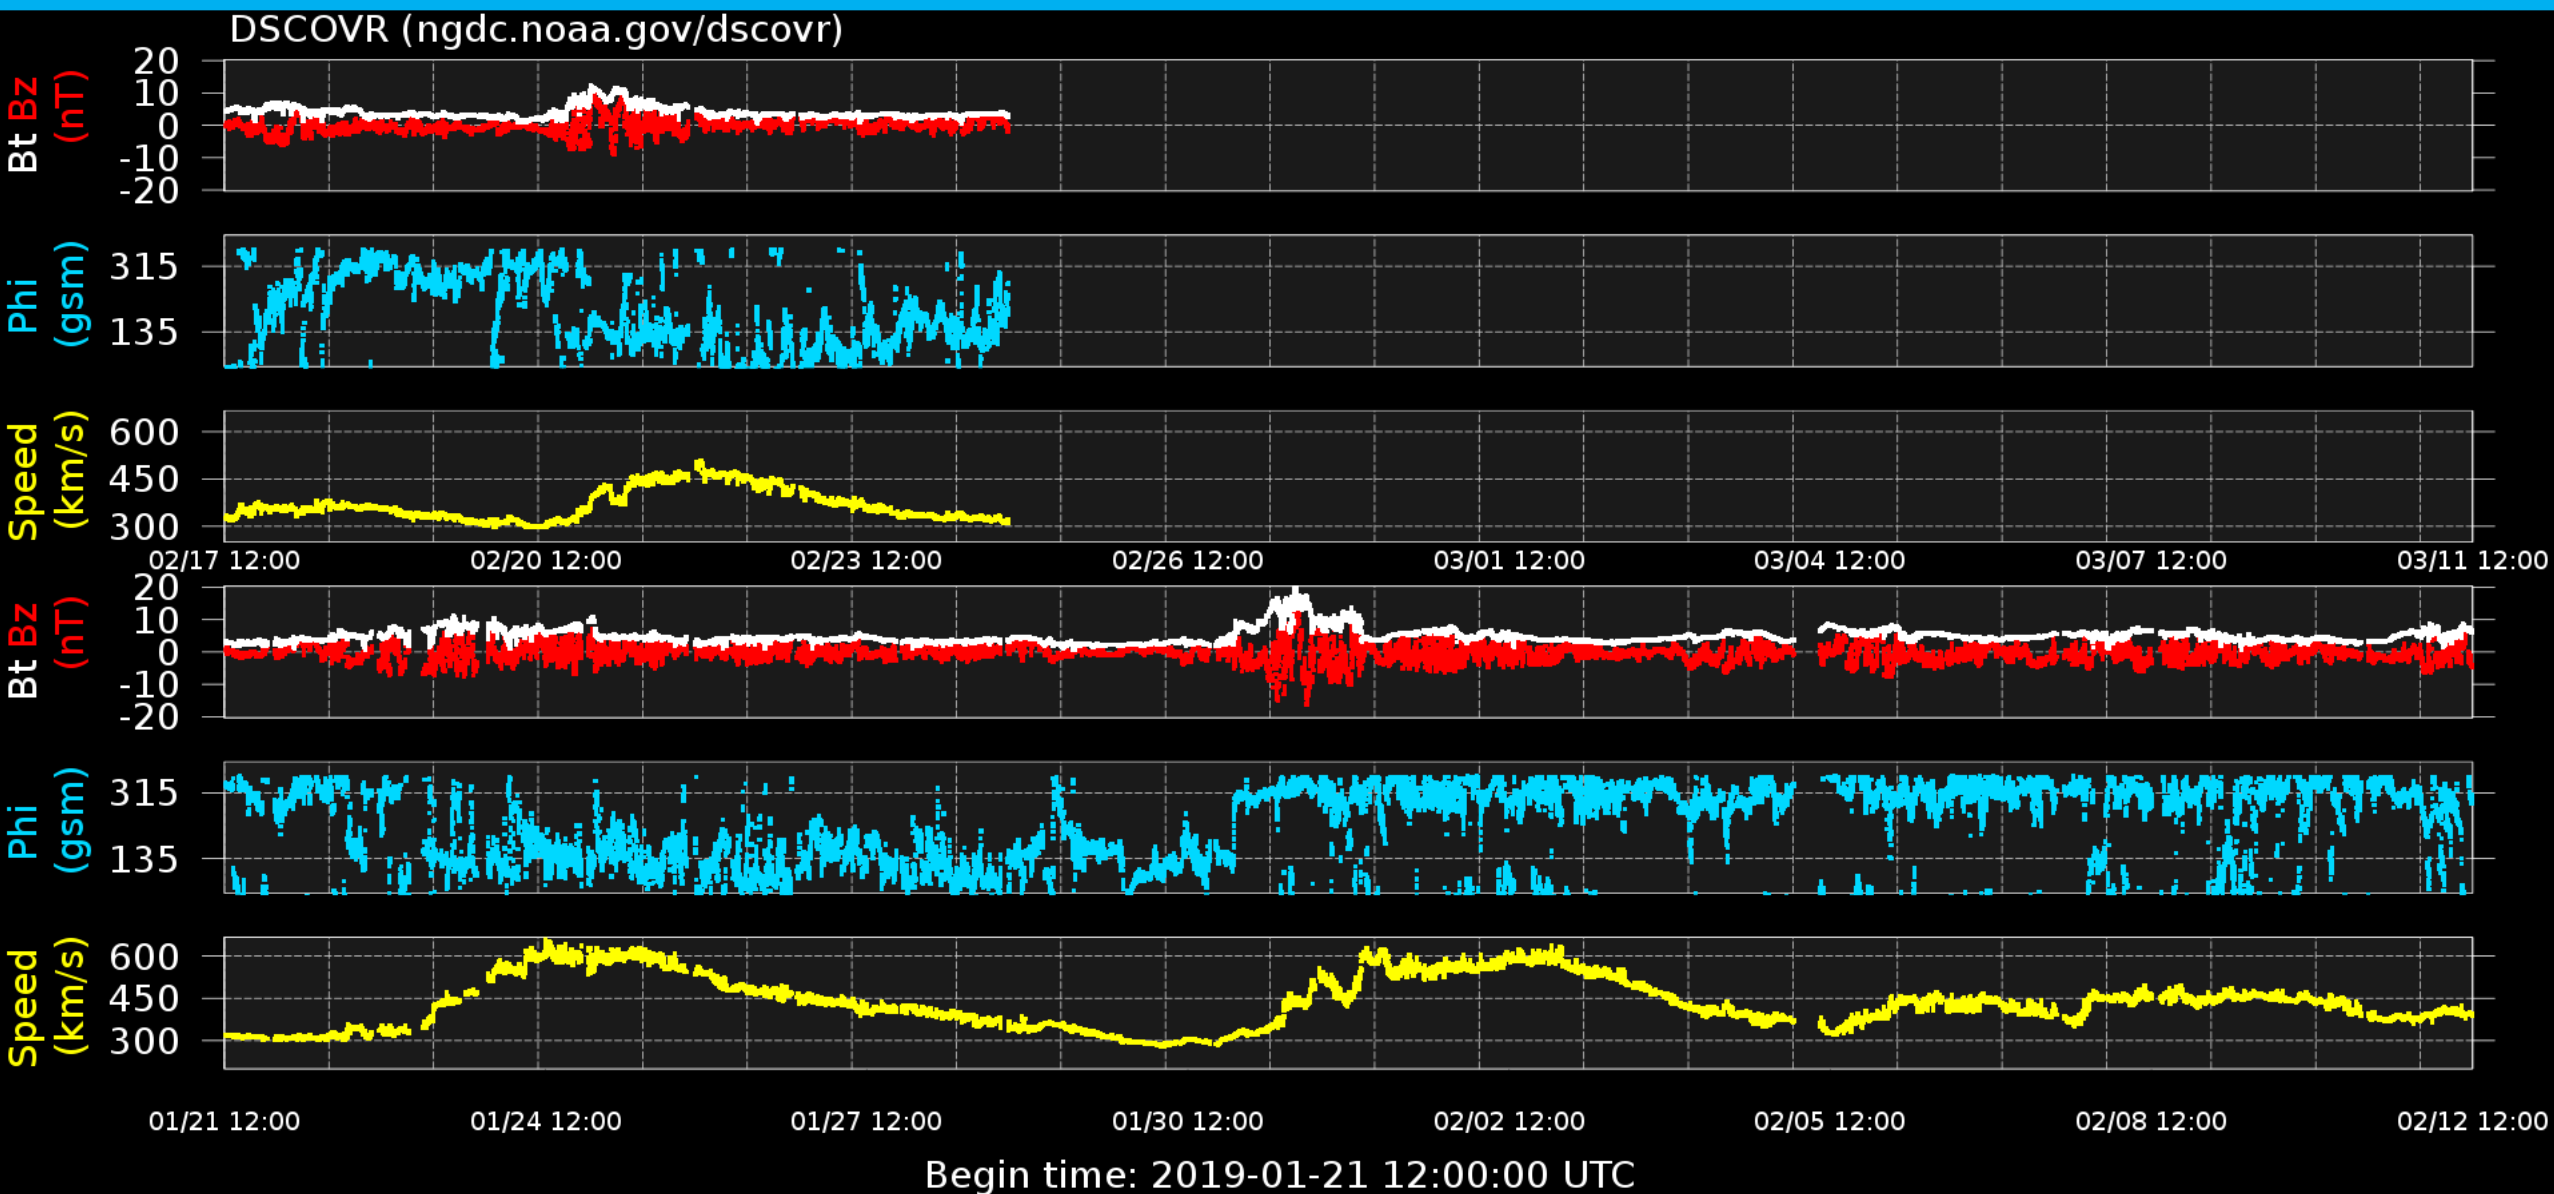 DSCOVR (ngdc.noaa.gov/dscovr)
Bt Bz
(nT)
20
10
0
-10
-20
Phi
(gsm)
315
135
Speed
(km/s)
600
450
300
02/17 12:00 02/20 12:00 02/23 12:00 02/26 12:00 03/01 12:00 03/04 12:00 03/07 12:00 03/11 12:00
Bt Bz
(nT)
20
10
0
-10
-20
Phi
(gsm)
315
135
Speed
(km/s)
600
450
300
01/21 12:00 01/24 12:00 01/27 12:00 01/30 12:00 02/02 12:00 02/05 12:00 02/08 12:00 02/12 12:00
Begin time: 2019-01-21 12:00:00 UTC